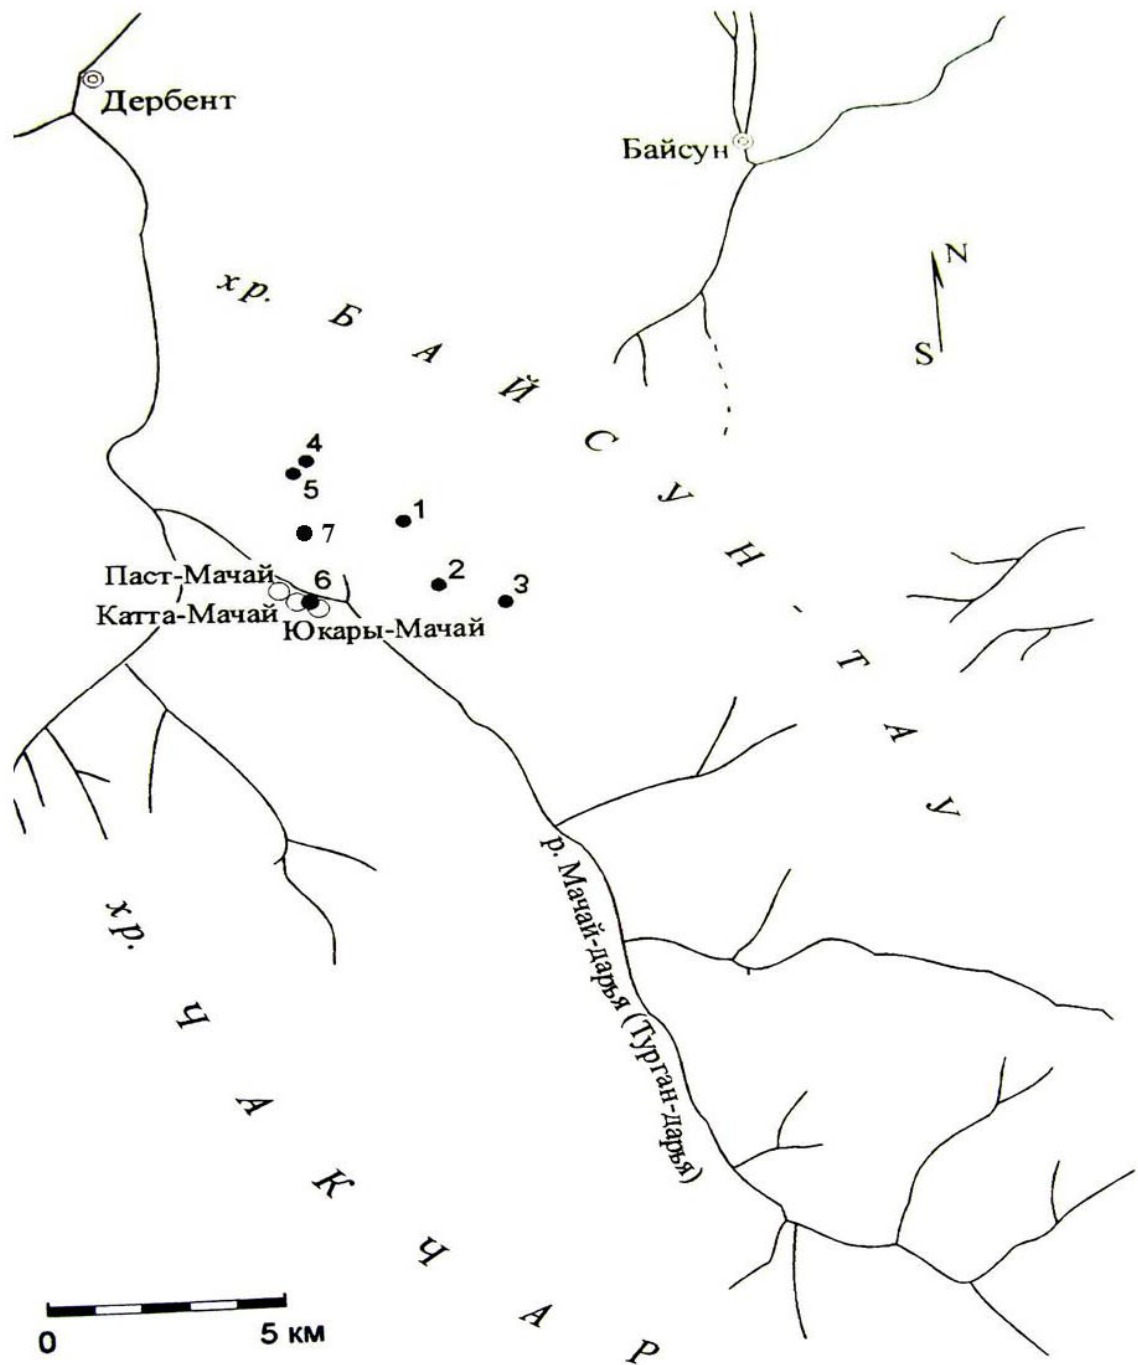 Дербент
Байсун
N
S
хр. БАЙСУН-ТАУ
4
5
1
7
2
3
6
Паст-Мачай
Катта-Мачай
Юкары-Мачай
р. Мачай-дарья (Турган-дарья)
хр. ЧАКЧАР
0 5 км